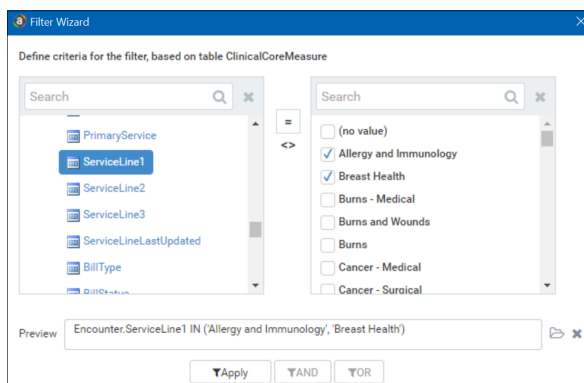 Filter Wizard
Define criteria for the filter, based on table ClinicalCoreMeasure
Search
PrimaryService
ServiceLine1
ServiceLine2
ServiceLine3
ServiceLineLastUpdated
BillType
BillStatus
=
<>
Search
(no value)
Allergy and Immunology
Breast Health
Burns - Medical
Burns and Wounds
Burns
Cancer - Medical
Cancer - Surgical
Preview
Encounter.ServiceLine1 IN ('Allergy and Immunology', 'Breast Health')
Apply
AND
OR